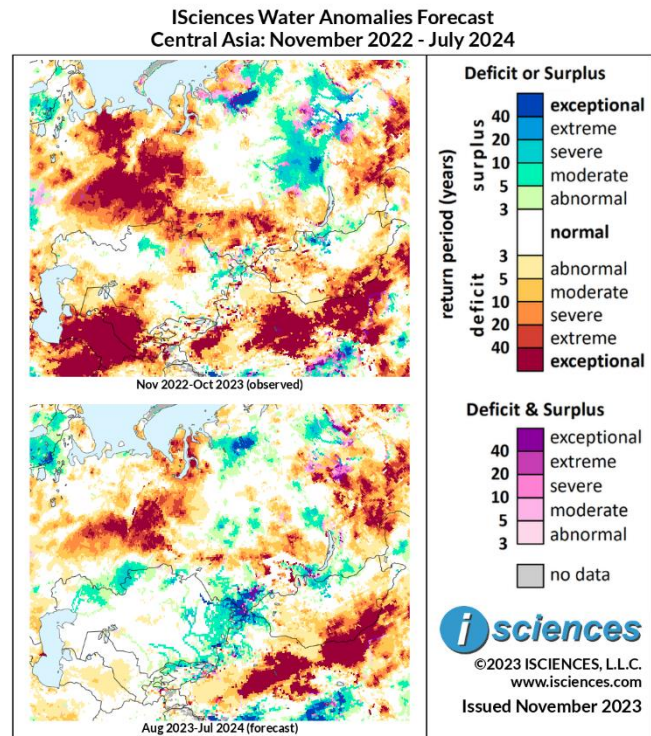 ISciences Water Anomalies Forecast
Central Asia: November 2022 - July 2024
Nov 2022-Oct 2023 (observed)
Aug 2023-Jul 2024 (forecast)
Deficit or Surplus
return period (years)
surplus
deficit
40
20
10
5
3
3
5
10
20
40
exceptional
extreme
severe
moderate
abnormal
normal
abnormal
moderate
severe
extreme
exceptional
Deficit & Surplus
40
20
10
5
3
exceptional
extreme
severe
moderate
abnormal
no data
i sciences
©2023 ISCIENCES, L.L.C.
www.isciences.com
Issued November 2023